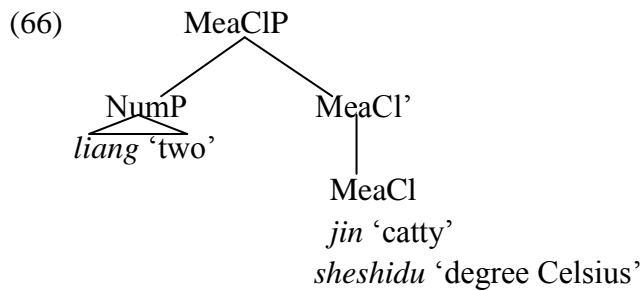 (66) MeaClP
NumP MeaCl’
liang ‘two’
MeaCl
jin ‘catty’
sheshidu ‘degree Celsius’